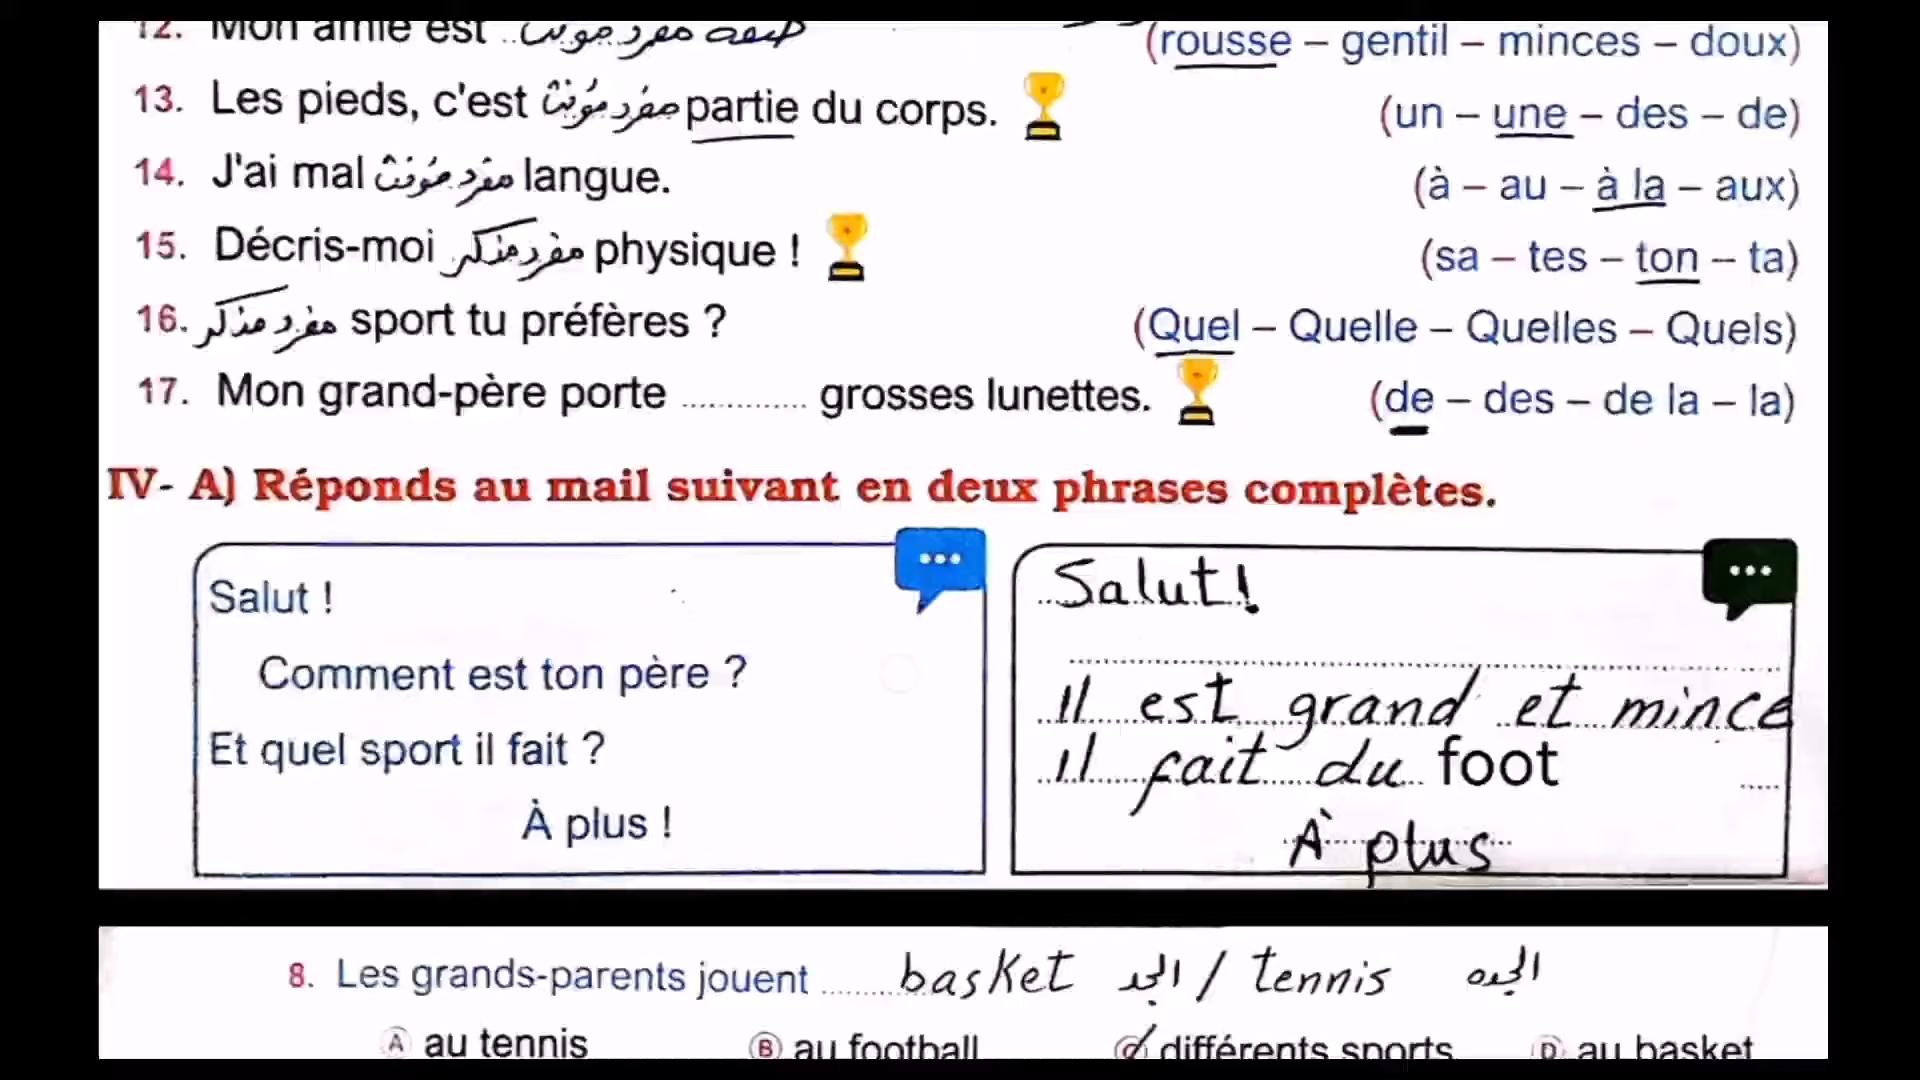 12. Mon amie est صفه مفرد مونث (rousse – gentil – minces – doux)
13. Les pieds, c'est مفرد مؤنث partie du corps. (un – une – des – de)
14. J'ai mal مفرد مؤنث langue. (à – au – à la – aux)
15. Décris-moi مفرد مذكر physique ! (sa – tes – ton – ta)
16. مفرد مذكر sport tu préfères ? (Quel – Quelle – Quelles – Quels)
17. Mon grand-père porte ............ grosses lunettes. (de – des – de la – la)
IV- A) Réponds au mail suivant en deux phrases complètes.
Salut !
Comment est ton père ?
Et quel sport il fait ?
À plus !
Salut!
Il est grand et mince
Il fait du foot
À plus
8. Les grands-parents jouent ...... basket الجد / tennis الجده
A au tennis B au football C différents sports D au basket